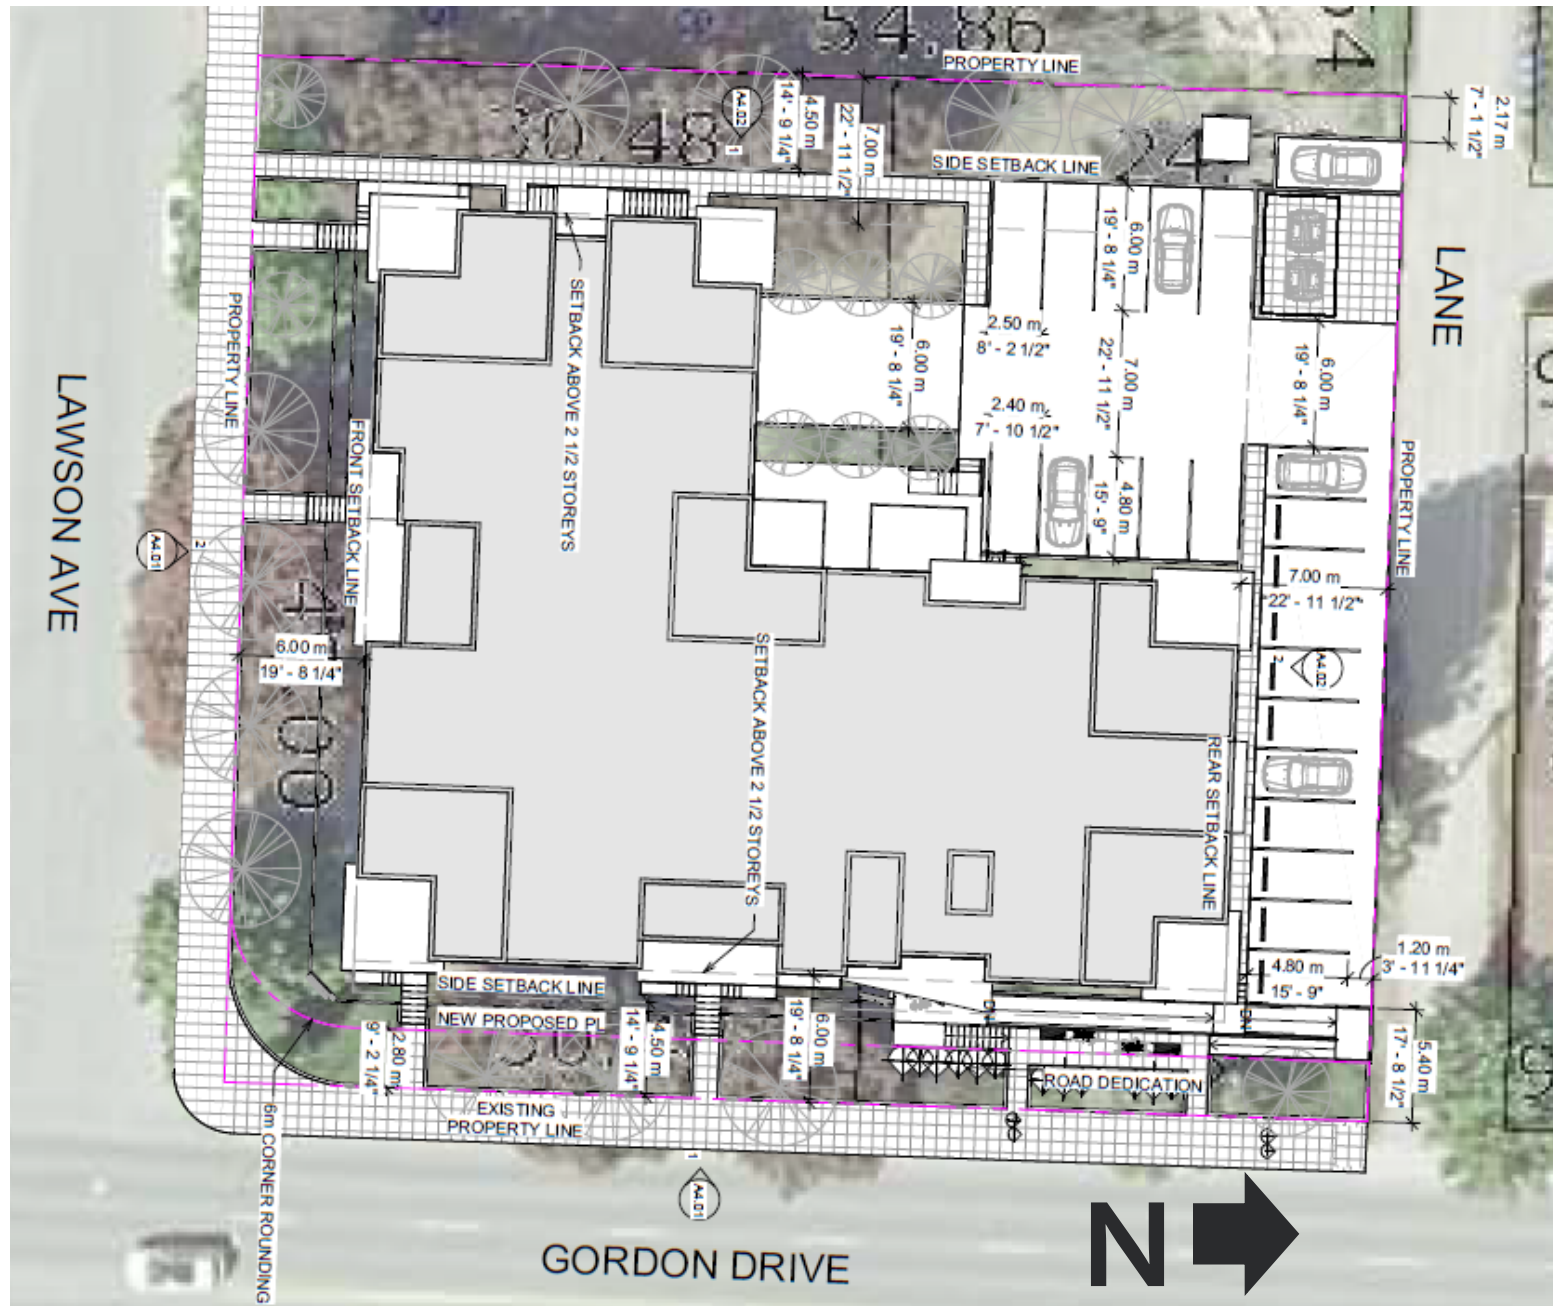 54.86
PROPERTY LINE
2.17m
7' - 1 1/2"
A4.02
1
4.50 m
14' - 9 1/4"
7.00 m
22' - 11 1/2"
30.48
24.
SIDE SETBACK LINE
6.00 m
19' - 8 1/4"
LANE
PROPERTY LINE
SETBACK ABOVE 2 1/2 STOREYS
6.00 m
19' - 8 1/4"
2.50 m
8' - 2 1/2"
7.00 m
22' - 11 1/2"
6.00 m
19' - 8 1/4"
2.40 m
7' - 10 1/2"
LAWSON AVE
FRONT SETBACK LINE
4.80 m
15' - 9"
PROPERTY LINE
A4.01
2
7.00 m
22' - 11 1/2"
6.00 m
19' - 8 1/4"
SETBACK ABOVE 2 1/2 STOREYS
2
A4.02
REAR SETBACK LINE
1.20 m
3' - 11 1/4"
4.80 m
15' - 9"
SIDE SETBACK LINE
NEW PROPOSED PL
2.80 m
9' - 2 1/4"
4.50 m
14' - 9 1/4"
6.00 m
19' - 8 1/4"
DN
DN
5.40 m
17' - 8 1/2"
ROAD DEDICATION
EXISTING
PROPERTY LINE
6m CORNER ROUNDING
1
A4.01
GORDON DRIVE
N